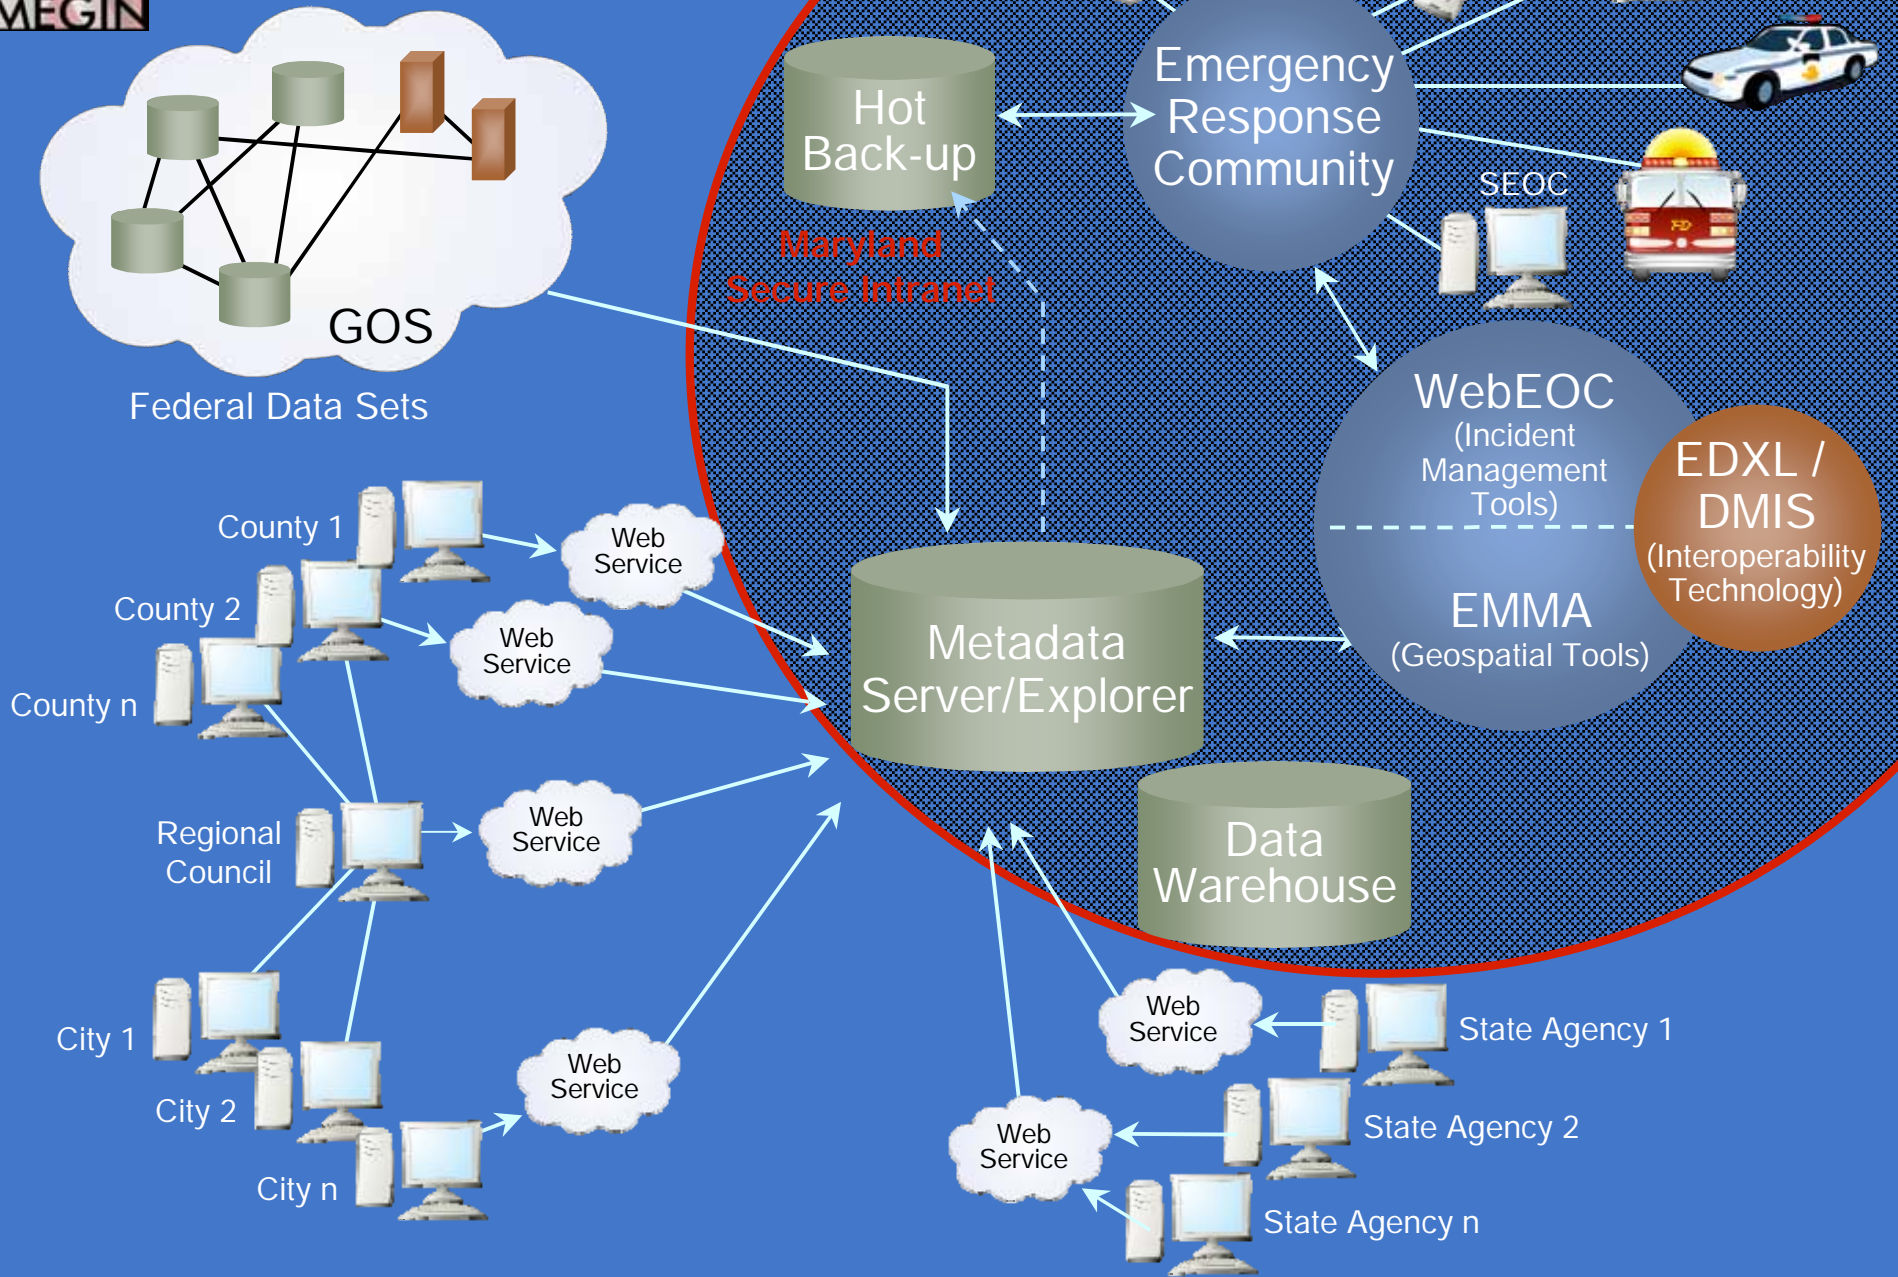 MEGIN
GOS
Federal Data Sets
Hot
Back-up
Emergency
Response
Community
SEOC
FD
Maryland
Secure Intranet
WebEOC
(Incident
Management
Tools)
EMMA
(Geospatial Tools)
EDXL /
DMIS
(Interoperability
Technology)
County 1
Web
Service
County 2
Web
Service
County n
Metadata
Server/Explorer
Regional
Council
Web
Service
Data
Warehouse
City 1
City 2
City n
Web
Service
Web
Service
State Agency 1
Web
Service
State Agency 2
State Agency n